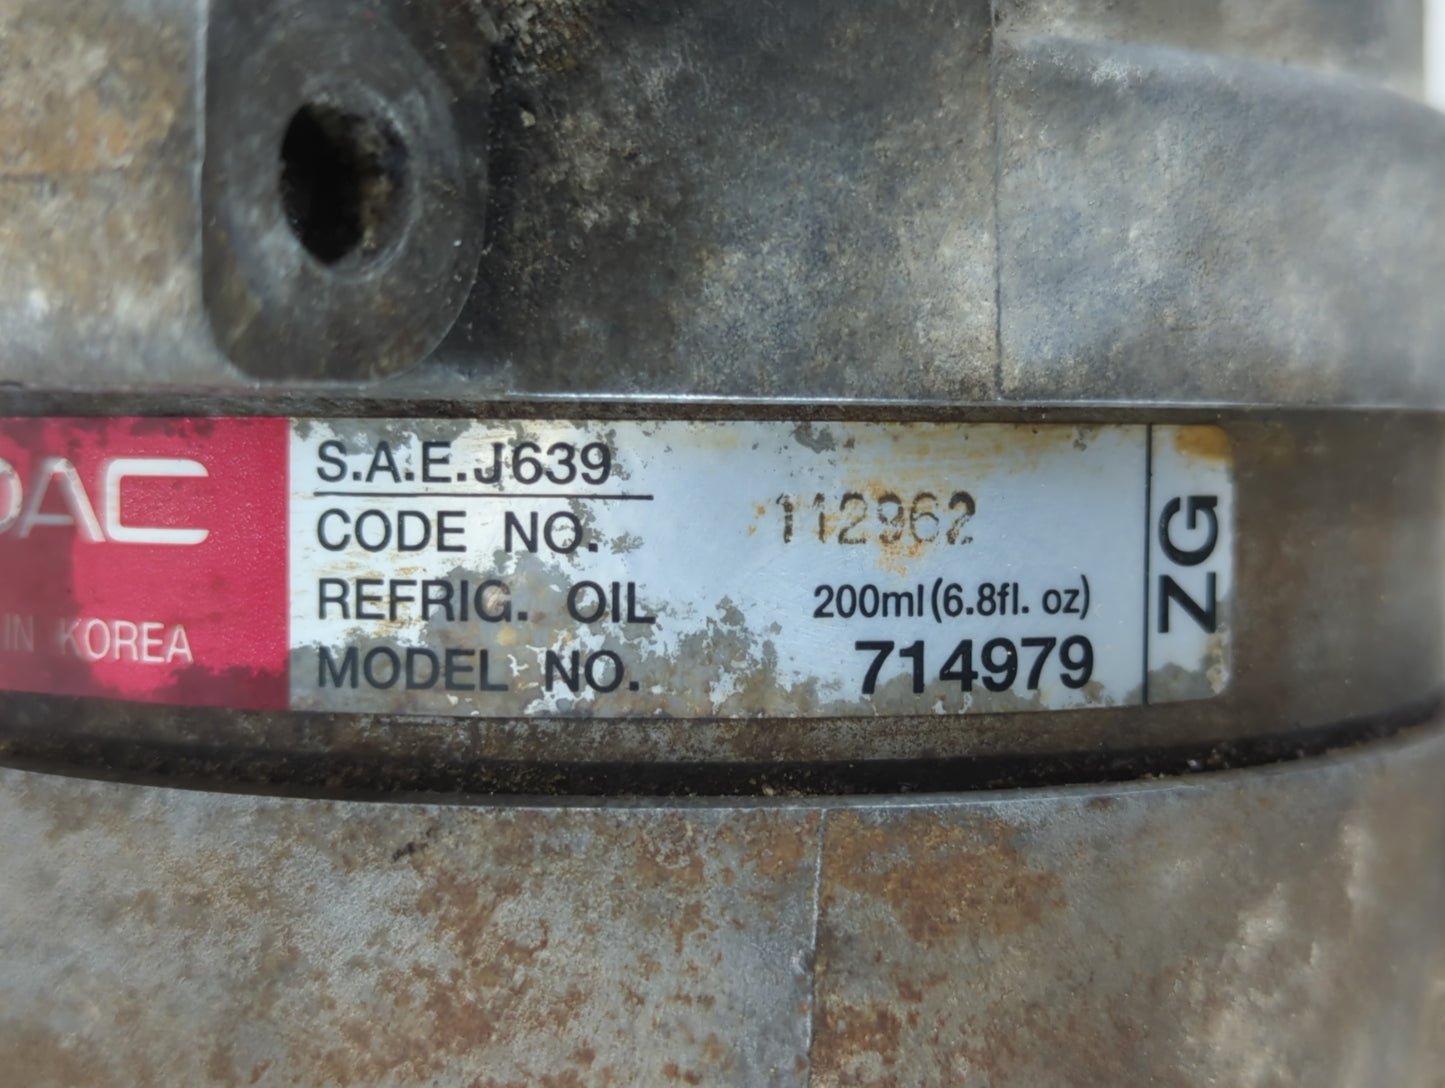 DAC
IN KOREA
S.A.E.J639
CODE NO. 112962
REFRIG. OIL 200ml(6.8fl. oz)
MODEL NO. 714979
ZG